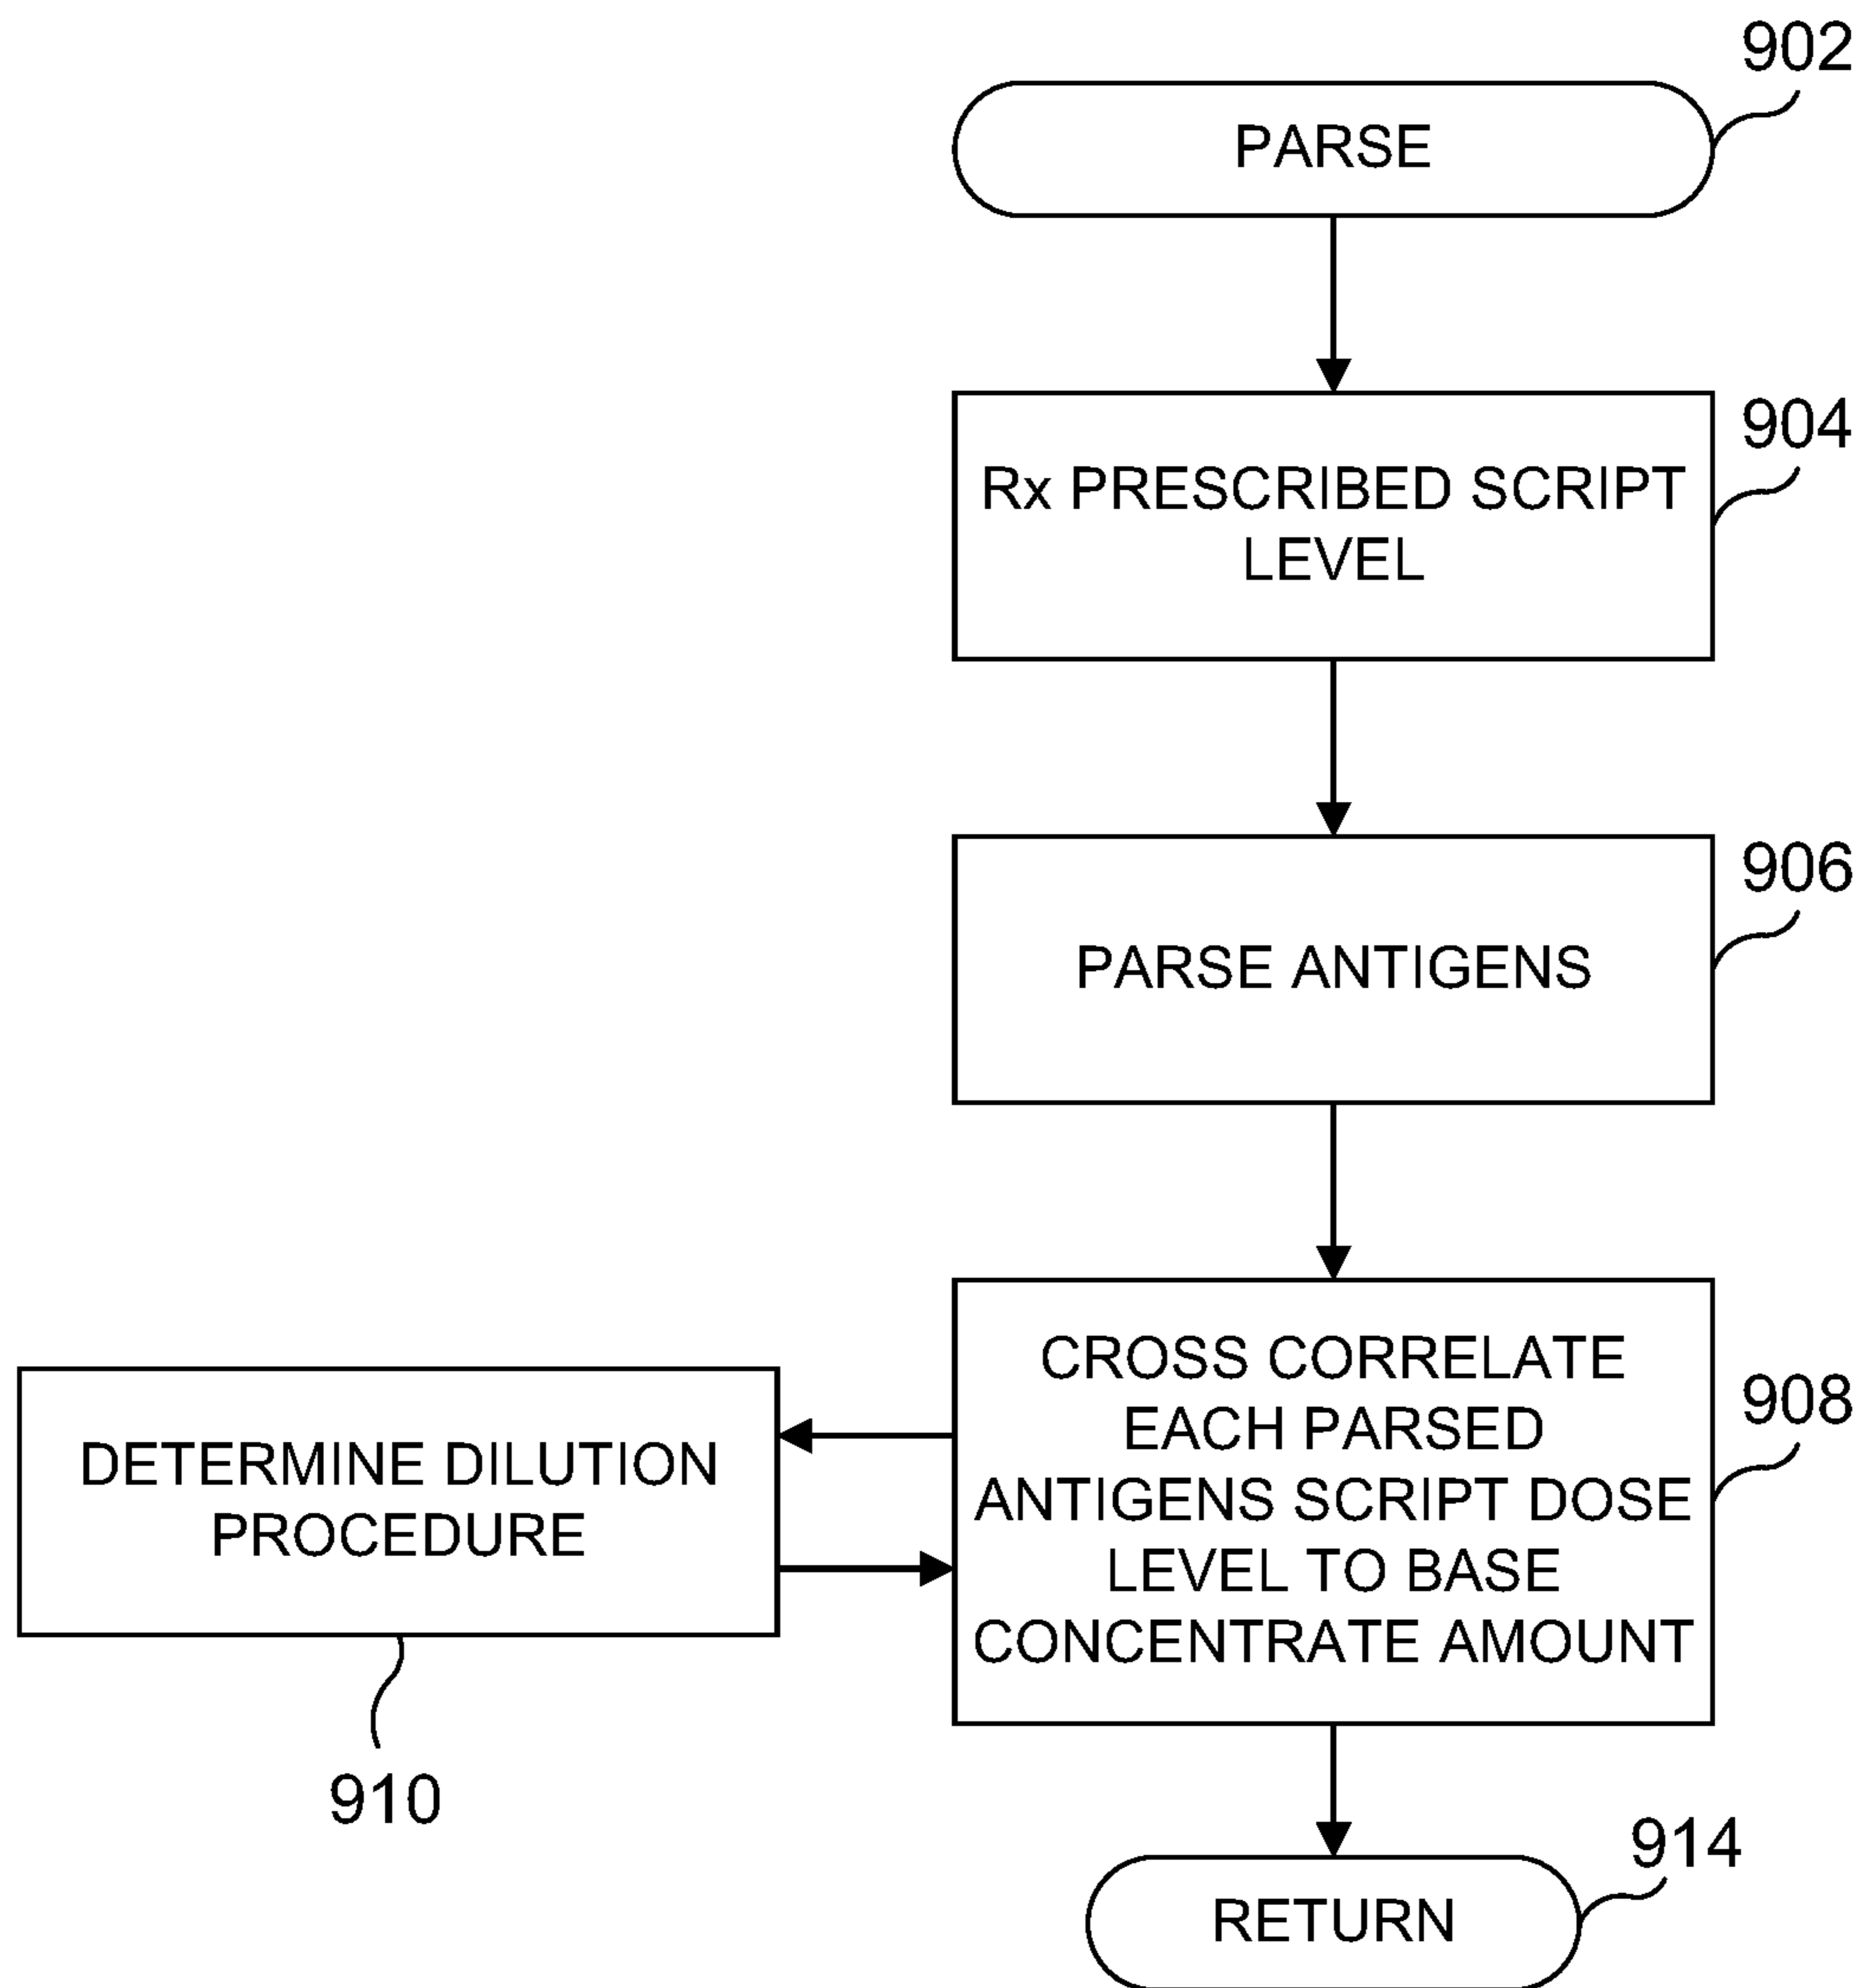 902
PARSE
904
Rx PRESCRIBED SCRIPT
LEVEL
906
PARSE ANTIGENS
908
CROSS CORRELATE
EACH PARSED
ANTIGENS SCRIPT DOSE
LEVEL TO BASE
CONCENTRATE AMOUNT
DETERMINE DILUTION
PROCEDURE
910
914
RETURN